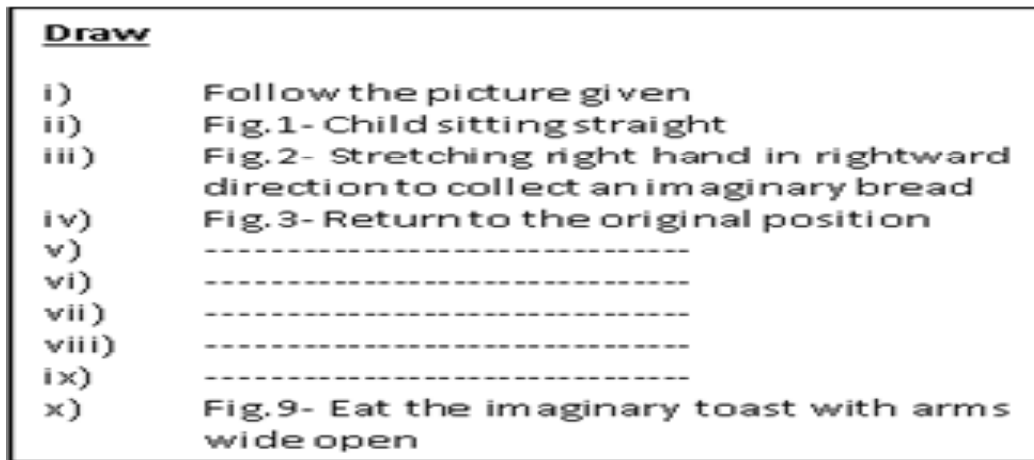 Draw
i) Follow the picture given
ii) Fig.1- Child sitting straight
iii) Fig.2- Stretching right hand in rightward
direction to collect an imaginary bread
iv) Fig.3- Return to the original position
v) --------------------------------
vi) --------------------------------
vii) --------------------------------
viii) --------------------------------
ix) --------------------------------
x) Fig.9- Eat the imaginary toast with arms
wide open